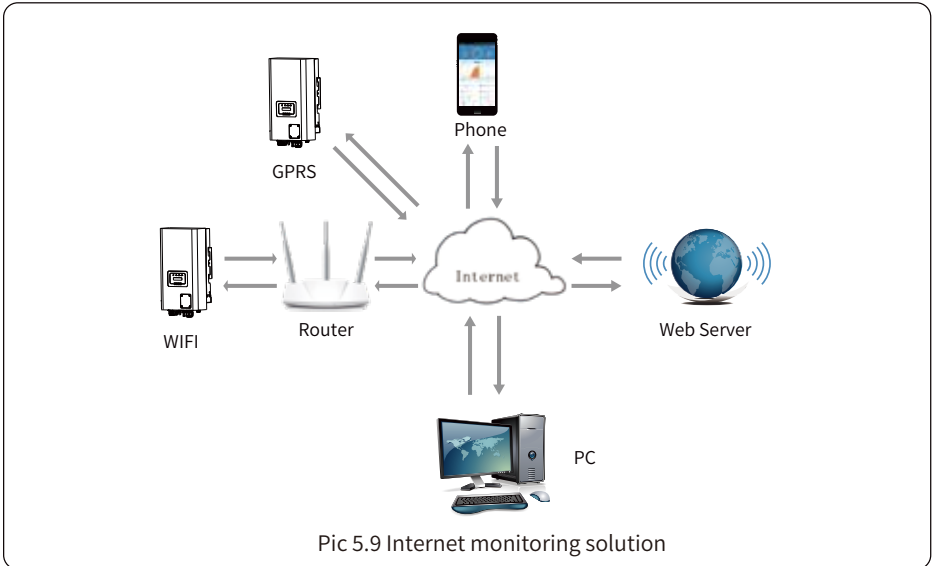 Phone
GPRS
Internet
WIFI
Router
Web Server
PC
Pic 5.9 Internet monitoring solution